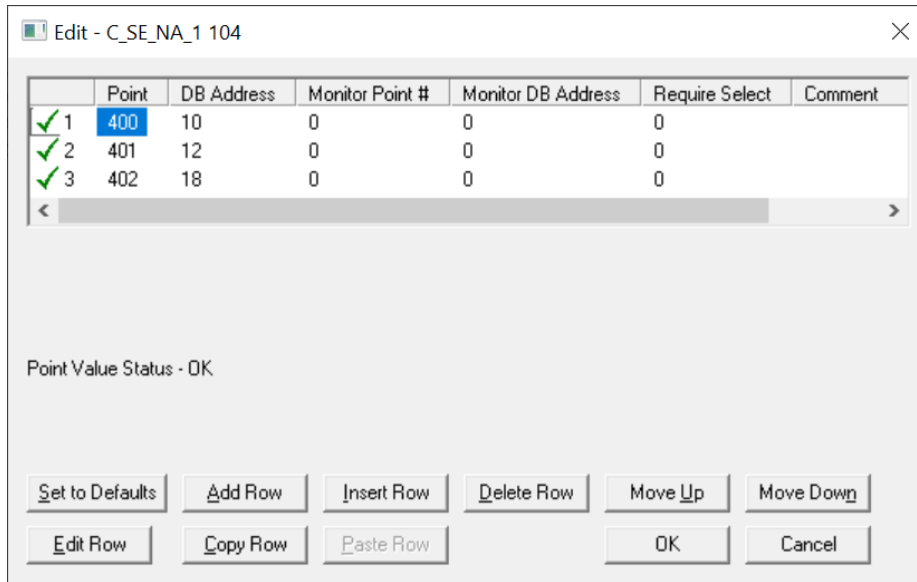 Edit - C_SE_NA_1 104
Point DB Address Monitor Point # Monitor DB Address Require Select Comment
1 400 10 0 0 0
2 401 12 0 0 0
3 402 18 0 0 0
Point Value Status - OK
Set to Defaults Add Row Insert Row Delete Row Move Up Move Down
Edit Row Copy Row Paste Row OK Cancel